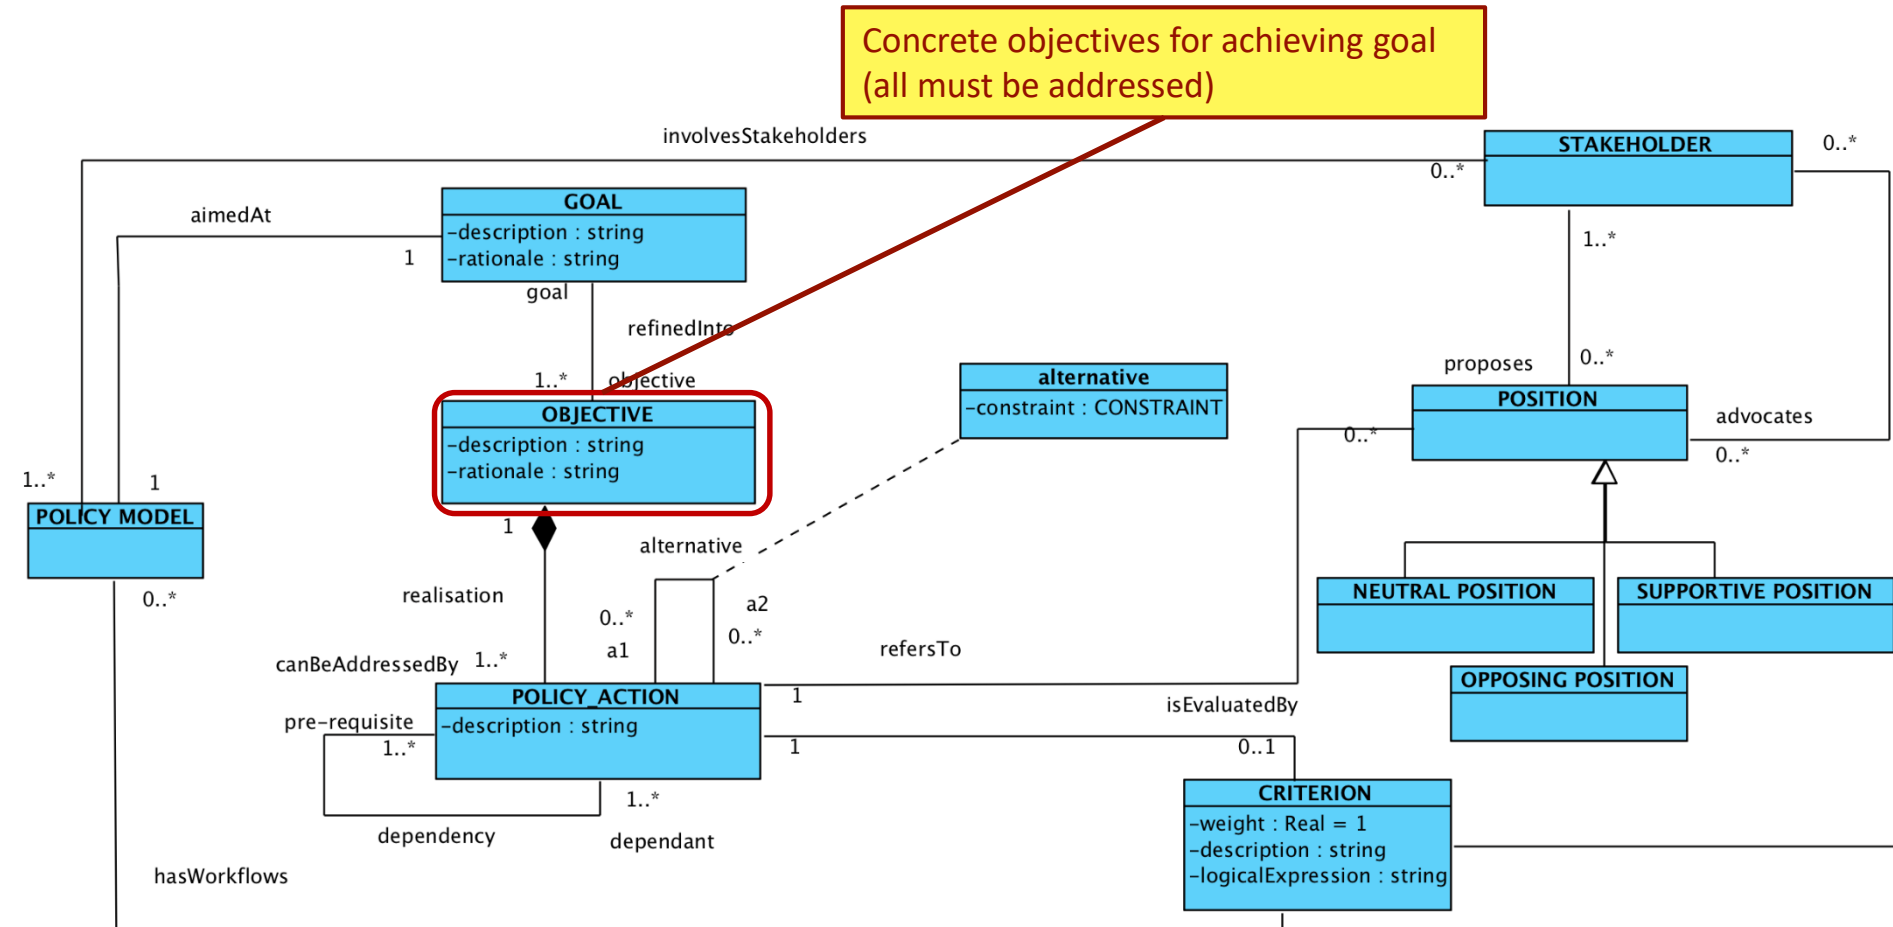 Concrete objectives for achieving goal
(all must be addressed)
involvesStakeholders
STAKEHOLDER
0..*
0..*
GOAL
-description : string
-rationale : string
aimedAt
1
goal
1..*
refinedInto
1..* objective
alternative
-constraint : CONSTRAINT
proposes
0..*
POSITION
OBJECTIVE
-description : string
-rationale : string
0..*
advocates
0..*
1..*
1
POLICY MODEL
0..*
1
alternative
realisation
0..*
a1
a2
0..*
NEUTRAL POSITION
SUPPORTIVE POSITION
OPPOSING POSITION
refersTo
canBeAddressedBy
1..*
POLICY_ACTION
-description : string
1
isEvaluatedBy
pre-requisite
1..*
1
0..1
1..*
dependency
dependant
CRITERION
-weight : Real = 1
-description : string
-logicalExpression : string
hasWorkflows